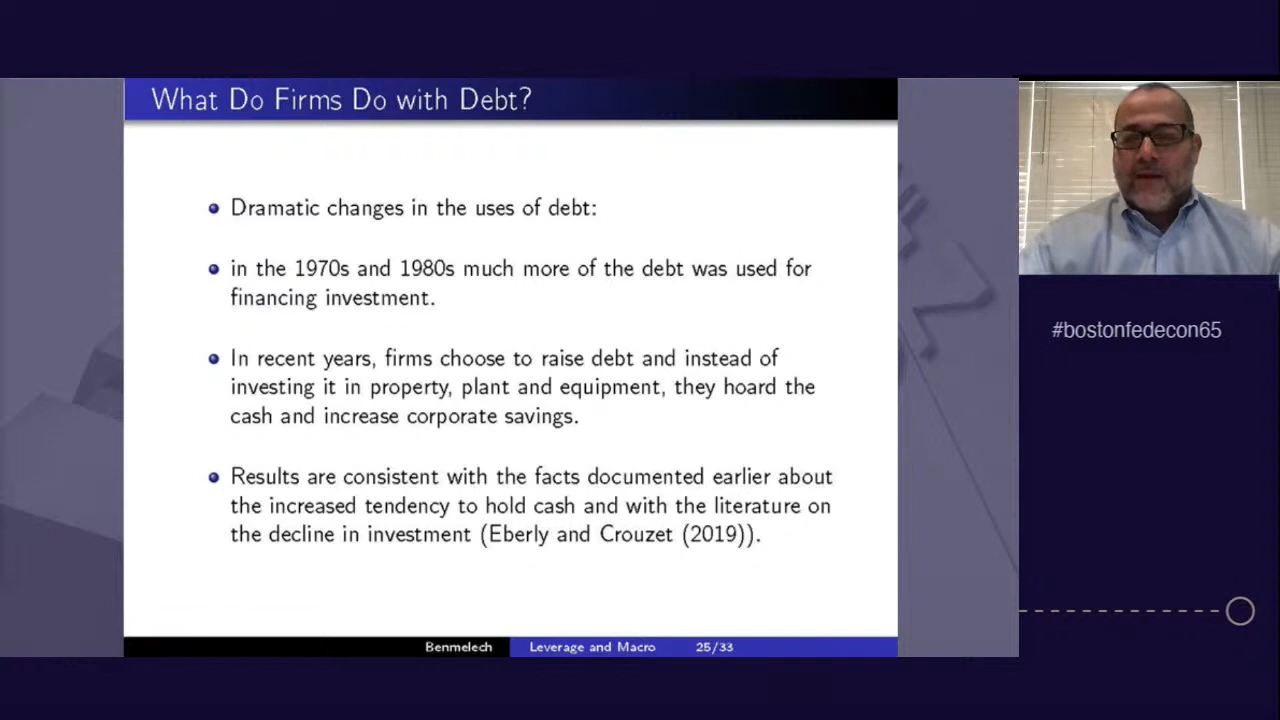 What Do Firms Do with Debt?
Dramatic changes in the uses of debt:
in the 1970s and 1980s much more of the debt was used for
financing investment.
In recent years, firms choose to raise debt and instead of
investing it in property, plant and equipment, they hoard the
cash and increase corporate savings.
Results are consistent with the facts documented earlier about
the increased tendency to hold cash and with the literature on
the decline in investment (Eberly and Crouzet (2019)).
Benmelech Leverage and Macro 25/33
#bostonfedecon65